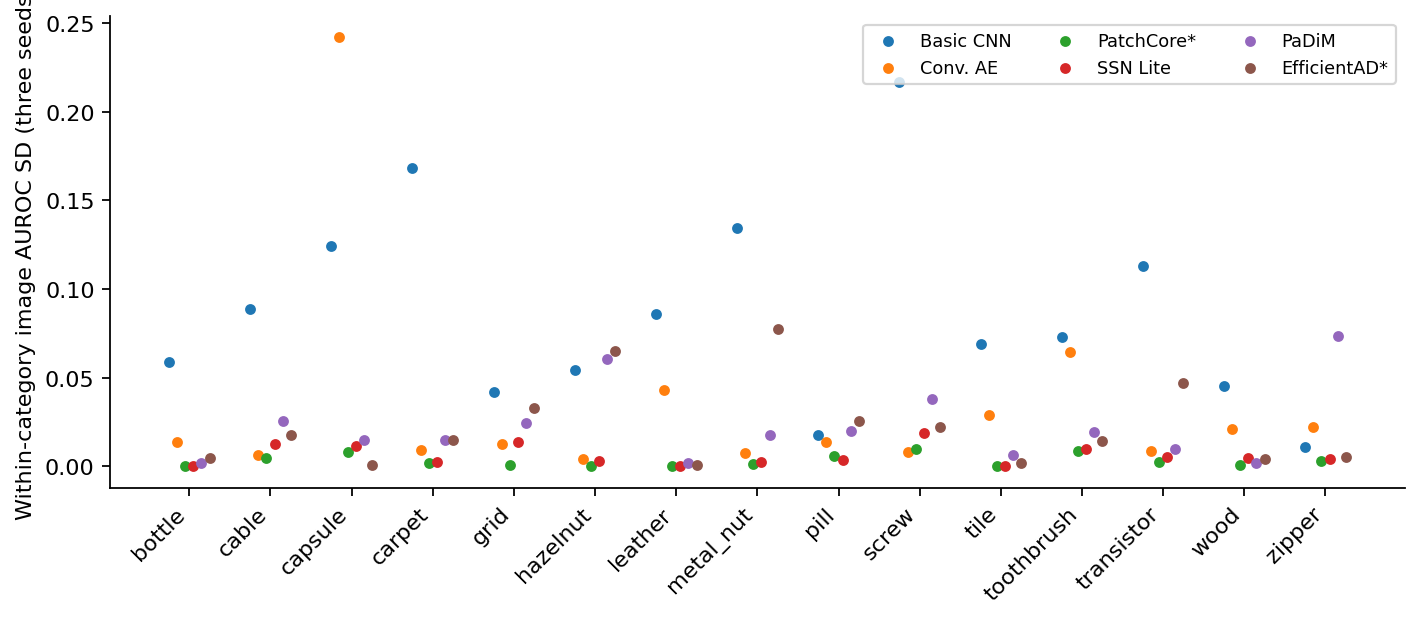 Within-category image AUROC SD (three seeds
0.25
0.20
0.15
0.10
0.05
0.00
Basic CNN
Conv. AE
PatchCore*
SSN Lite
PaDiM
EfficientAD*
bottle
cable
capsule
carpet
grid
hazelnut
leather
metal_nut
pill
screw
tile
toothbrush
transistor
wood
zipper